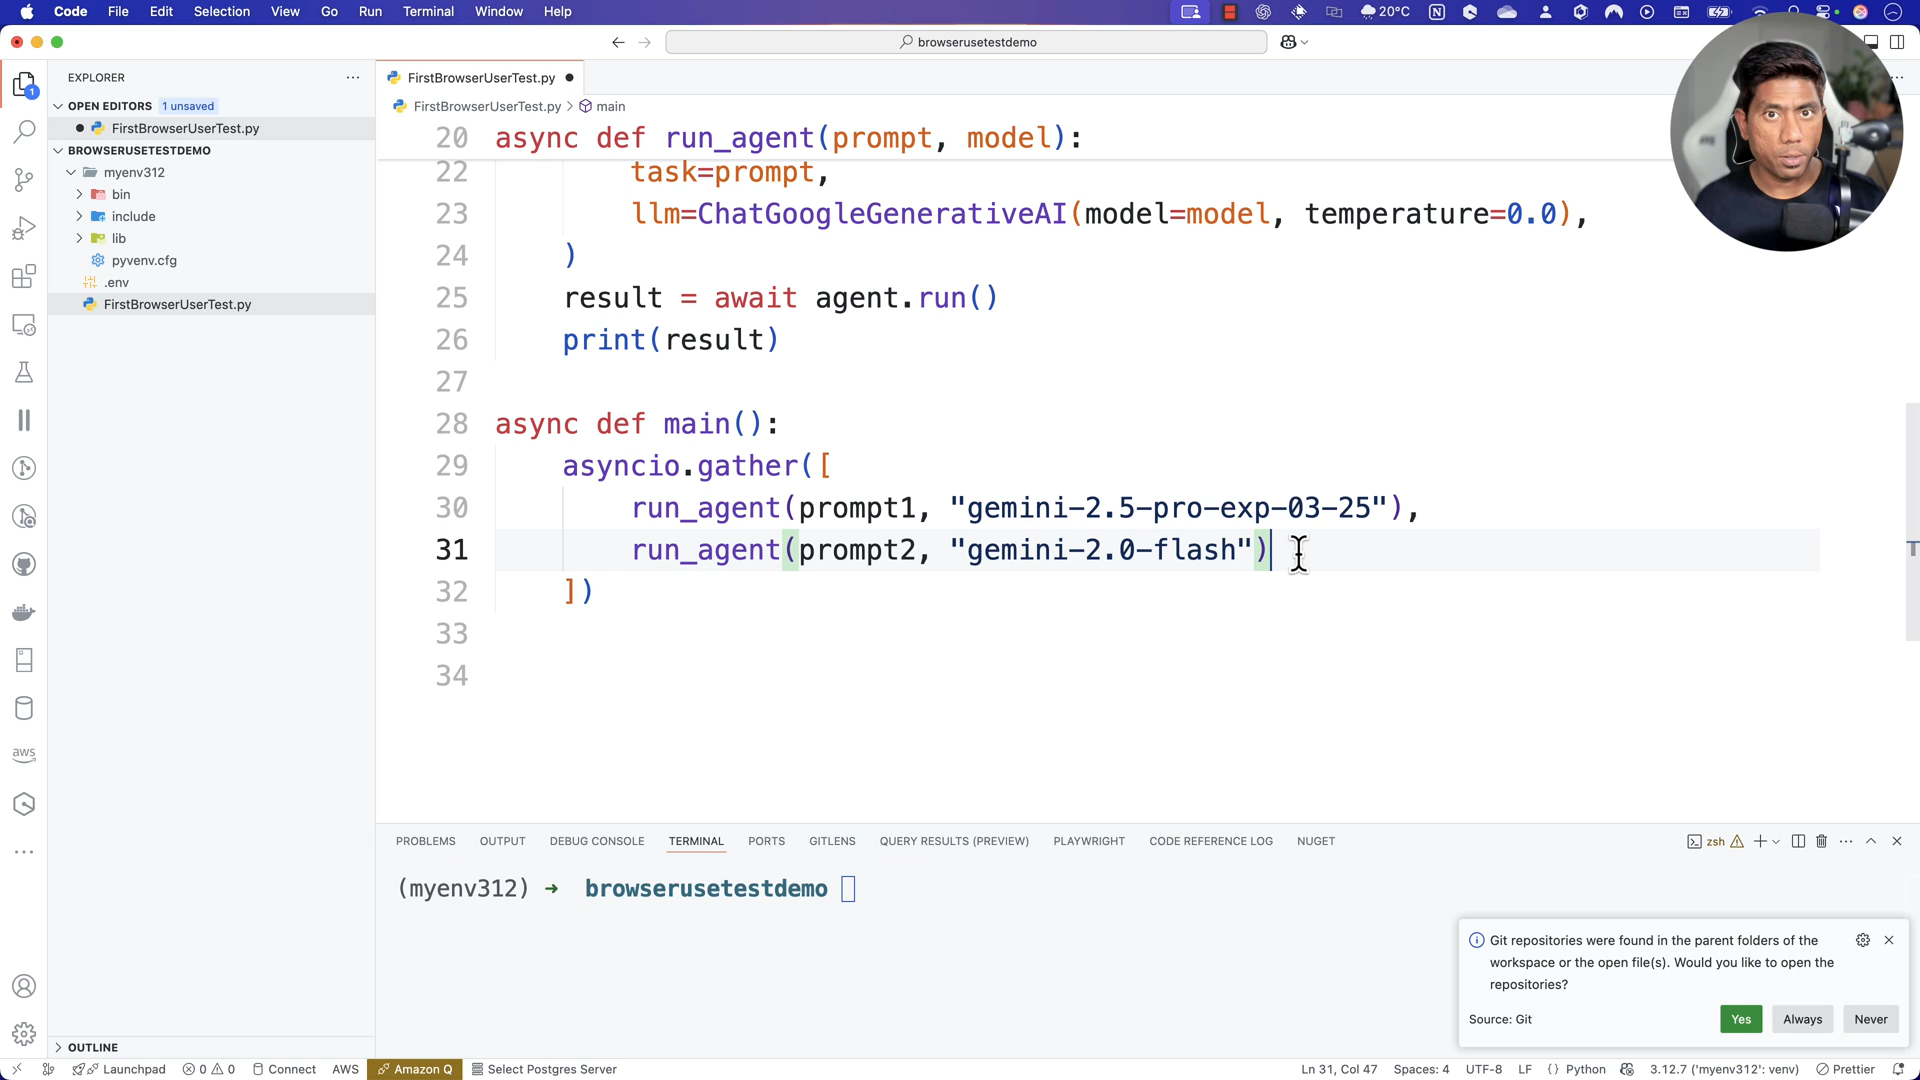 Code File Edit Selection View Go Run Terminal Window Help 20°C
browserusetestdemo
EXPLORER
OPEN EDITORS 1 unsaved
FirstBrowserUserTest.py
BROWSERUSETESTDEMO
myenv312
bin
include
lib
pyvenv.cfg
.env
FirstBrowserUserTest.py
OUTLINE
FirstBrowserUserTest.py
FirstBrowserUserTest.py > main
20 async def run_agent(prompt, model):
22 task=prompt,
23 llm=ChatGoogleGenerativeAI(model=model, temperature=0.0),
24 )
25 result = await agent.run()
26 print(result)
27
28 async def main():
29 asyncio.gather([
30 run_agent(prompt1, "gemini-2.5-pro-exp-03-25"),
31 run_agent(prompt2, "gemini-2.0-flash")
32 ])
33
34
PROBLEMS OUTPUT DEBUG CONSOLE TERMINAL PORTS GITLENS QUERY RESULTS (PREVIEW) PLAYWRIGHT CODE REFERENCE LOG NUGET zsh
(myenv312) → browserusetestdemo
Git repositories were found in the parent folders of the
workspace or the open file(s). Would you like to open the
repositories?
Source: Git Yes Always Never
Launchpad 0 0 Connect AWS Amazon Q Select Postgres Server Ln 31, Col 47 Spaces: 4 UTF-8 LF {} Python 3.12.7 ('myenv312': venv) Prettier
aws
1